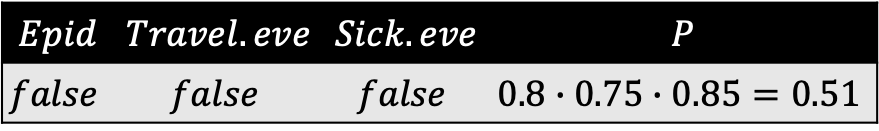 Epid Travel.eve Sick.eve P
false false false 0.8 · 0.75 · 0.85 = 0.51